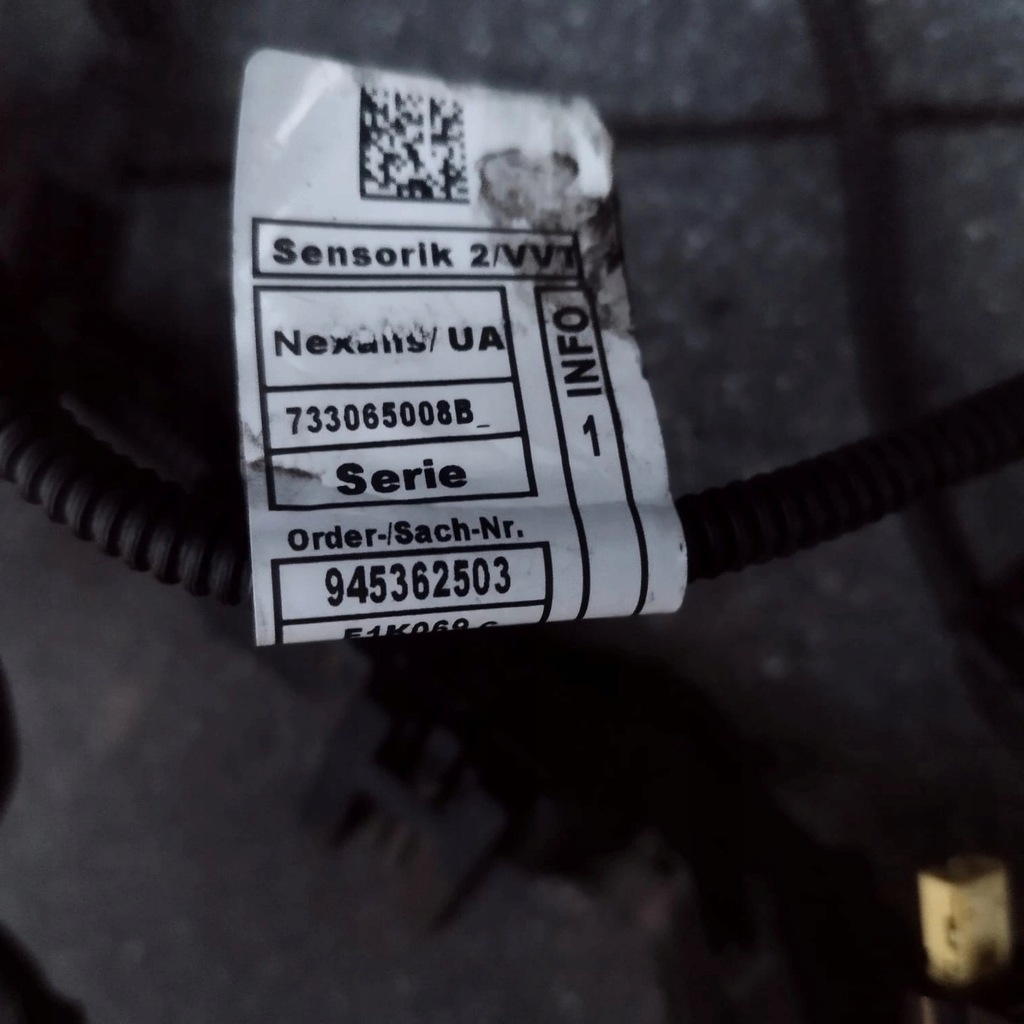 Sensorik 2/VVT
Nexans/ UA
733065008B_
Serie
INFO
1
Order-/Sach-Nr.
945362503